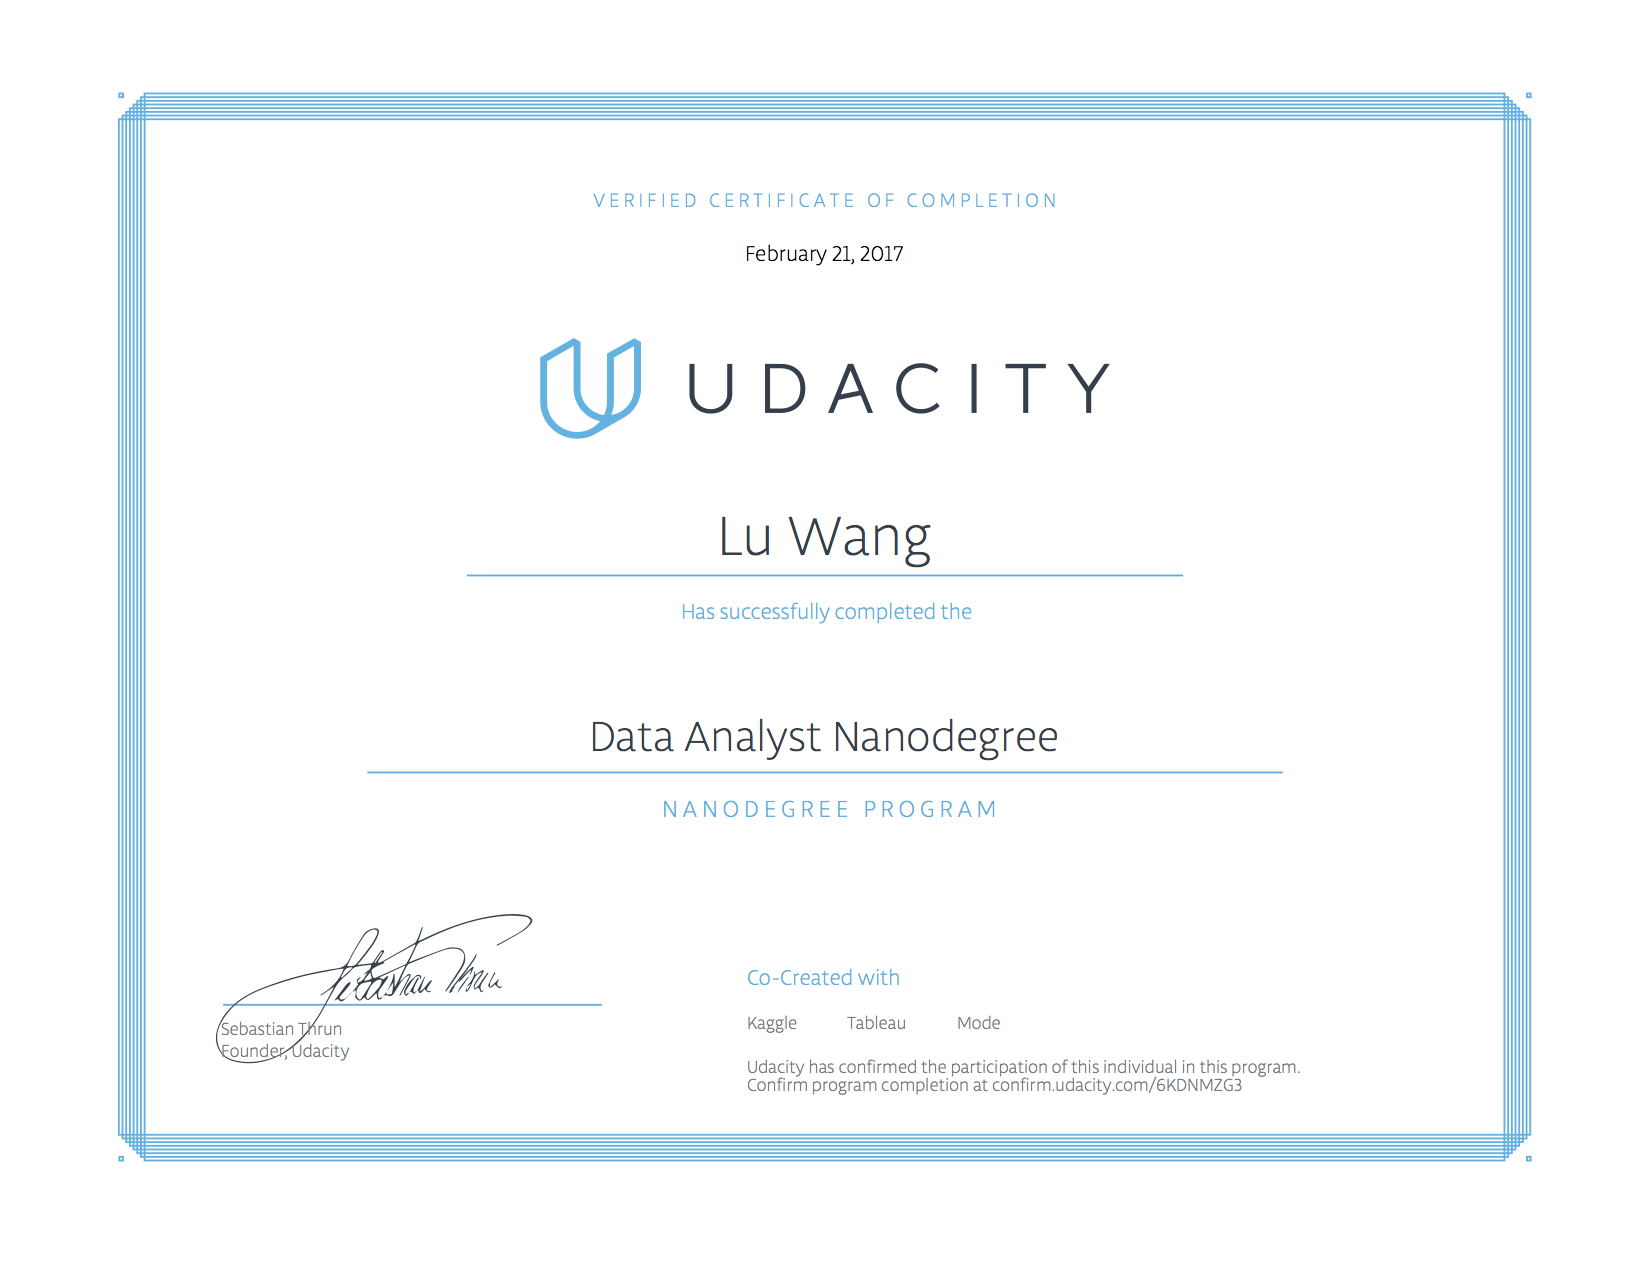 VERIFIED CERTIFICATE OF COMPLETION
February 21, 2017
UDACITY
Lu Wang
Has successfully completed the
Data Analyst Nanodegree
NANODEGREE PROGRAM
Sebastian Thrun
Sebastian Thrun
Founder, Udacity
Co-Created with
Kaggle Tableau Mode
Udacity has confirmed the participation of this individual in this program.
Confirm program completion at confirm.udacity.com/6KDNMZG3